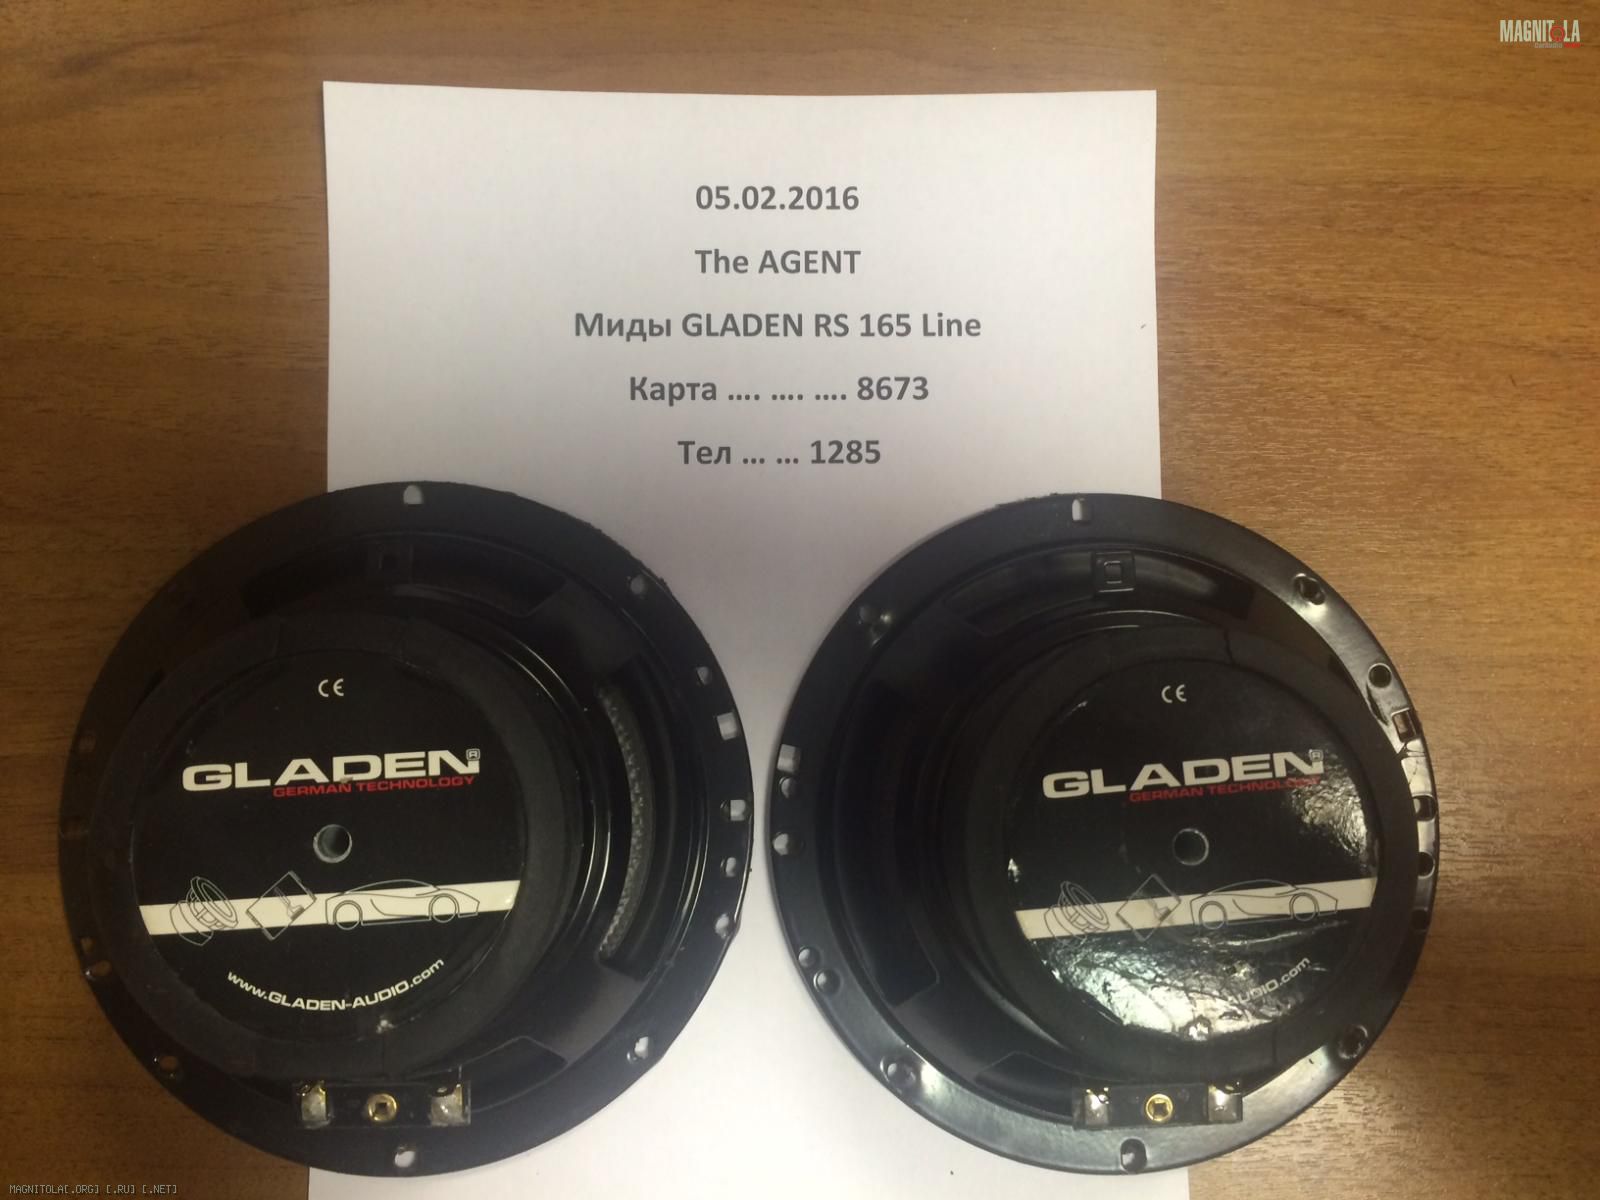 MAGNITOLA
05.02.2016
The AGENT
Миды GLADEN RS 165 Line
Карта .... .... .... 8673
Тел ... ... 1285
CE
GLADEN®
GERMAN TECHNOLOGY
www.GLADEN-AUDIO.com
CE
GLADEN®
GERMAN TECHNOLOGY
-AUDIO.com
MAGNITOLA[.ORG] [.RU] [.NET]